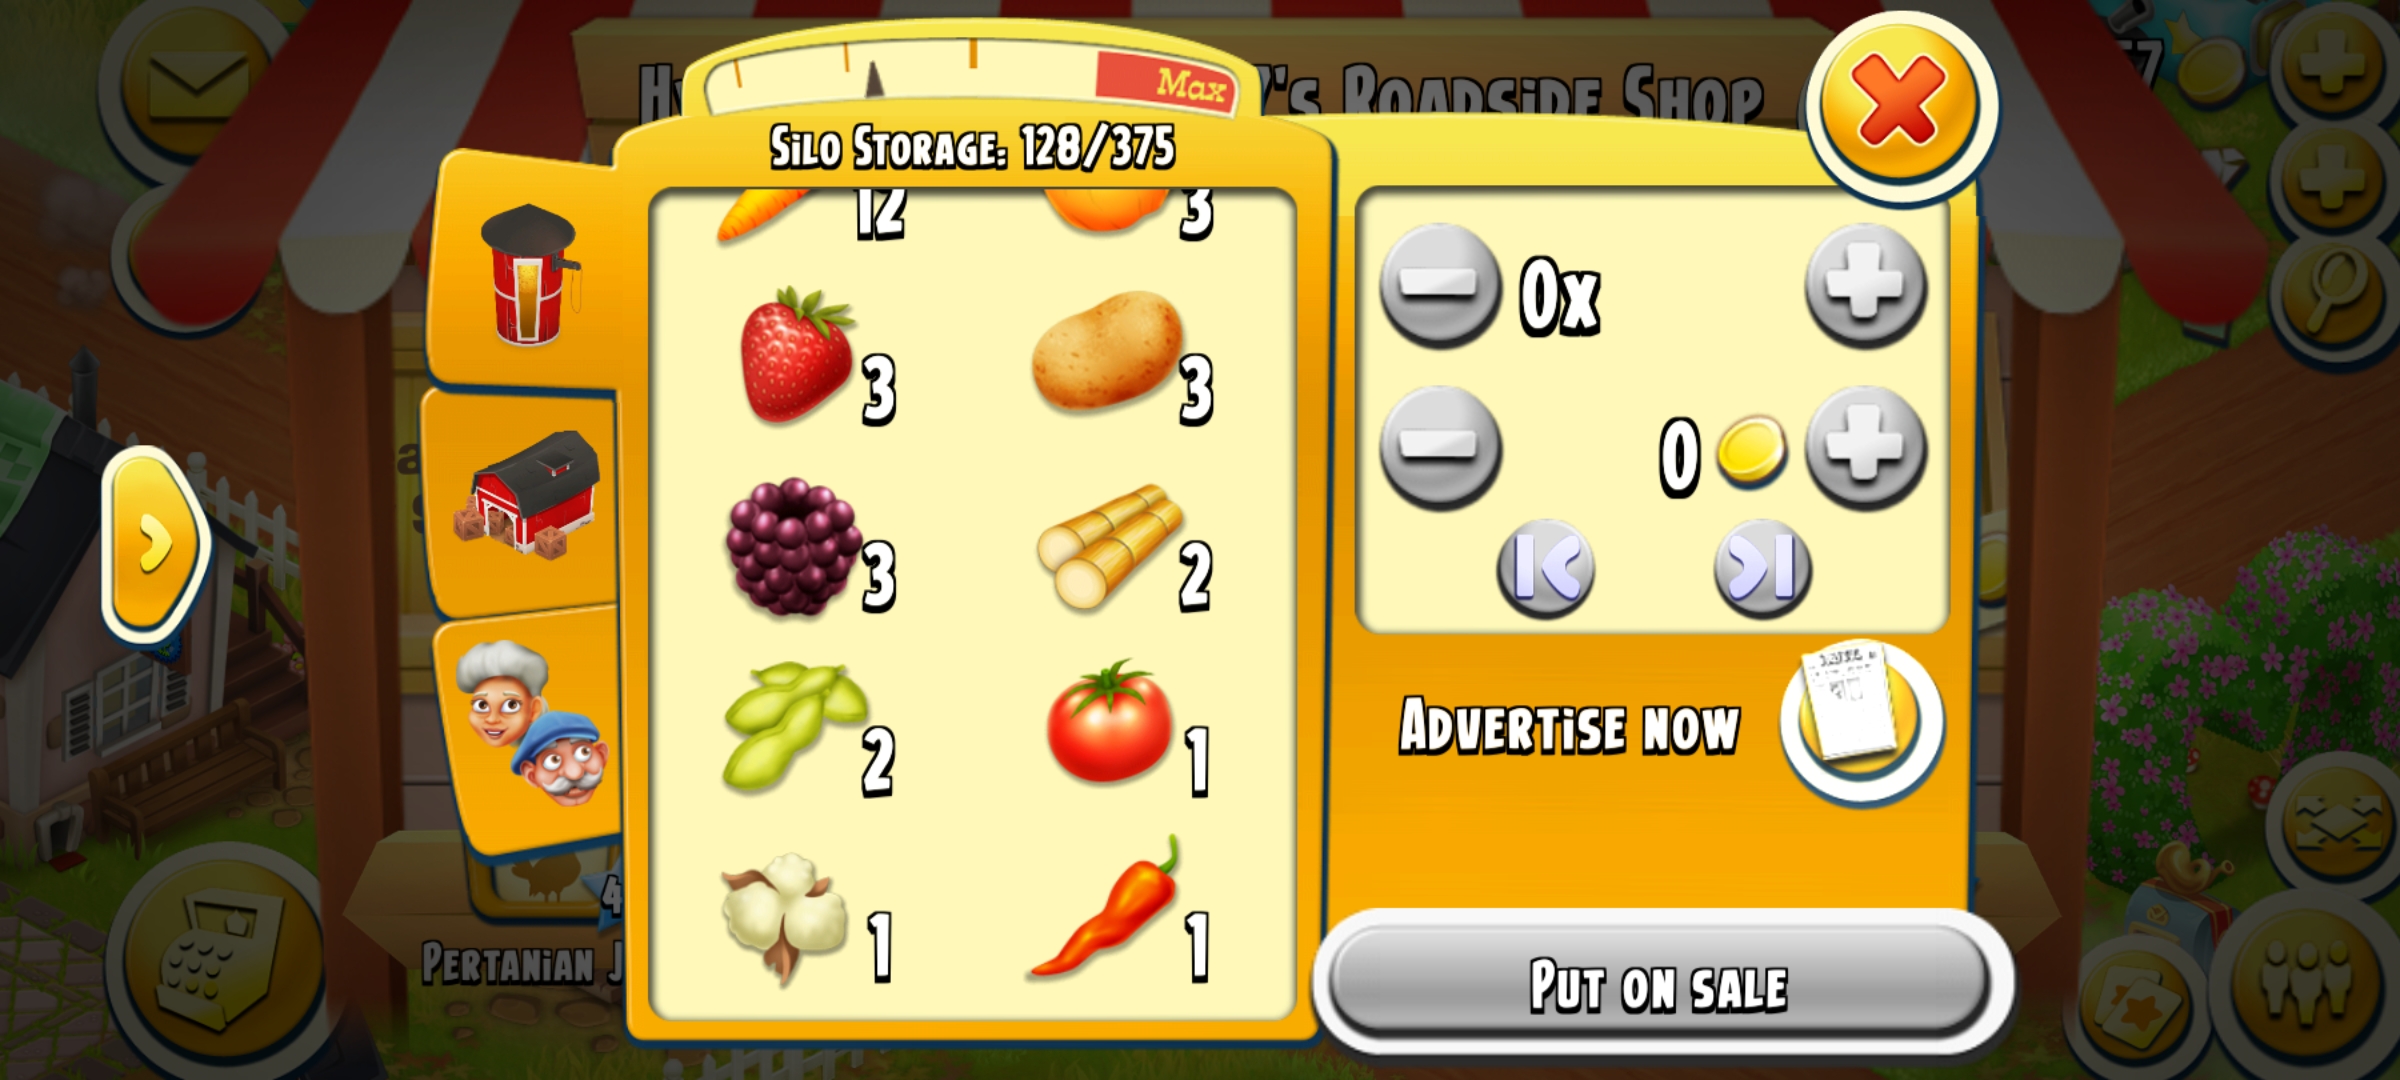 Max
's Roadside Shop
Silo Storage: 128/375
12
3
3
3
0x
3
2
0
2
1
Advertise now
1
1
Pertanian
Put on sale